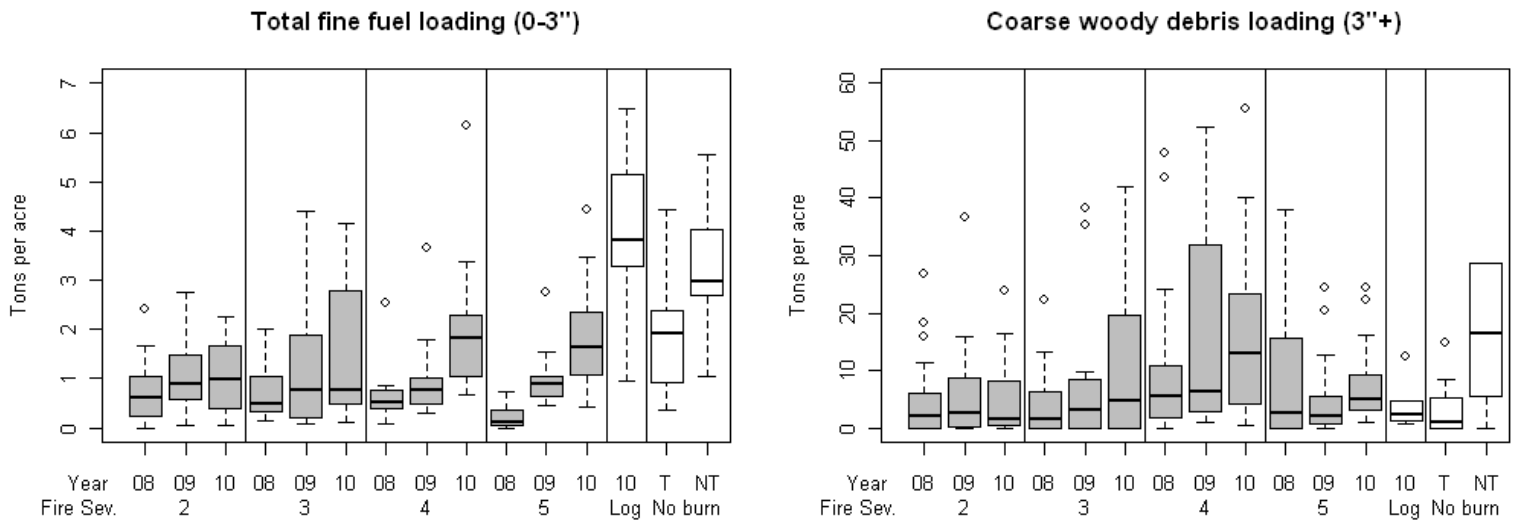 Total fine fuel loading (0-3")
Tons per acre
7
6
5
4
3
2
1
0
Year 08 09 10 08 09 10 08 09 10 08 09 10 10 T NT
Fire Sev. 2 3 4 5 Log No burn
Coarse woody debris loading (3"+)
Tons per acre
60
50
40
30
20
10
0
Year 08 09 10 08 09 10 08 09 10 08 09 10 10 T NT
Fire Sev. 2 3 4 5 Log No burn